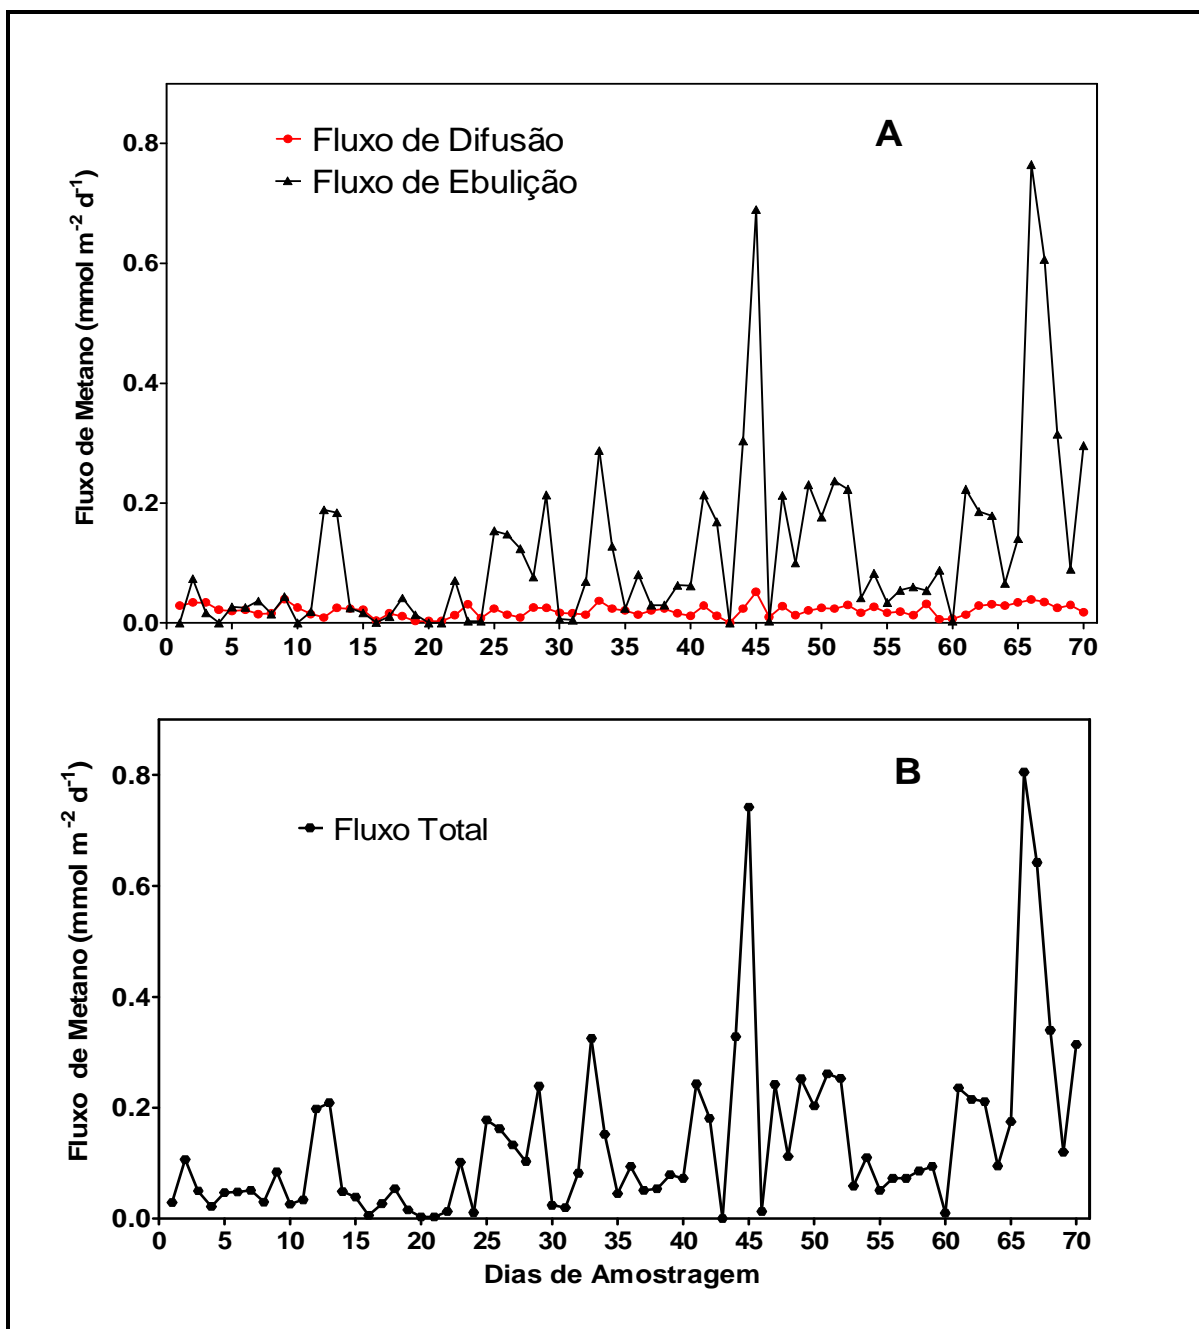 A
Fluxo de Difusão
Fluxo de Ebulição
Fluxo de Metano (mmol m⁻² d⁻¹)
0.8
0.6
0.4
0.2
0.0
0 5 10 15 20 25 30 35 40 45 50 55 60 65 70
B
Fluxo Total
Fluxo de Metano (mmol m⁻² d⁻¹)
0.8
0.6
0.4
0.2
0.0
0 5 10 15 20 25 30 35 40 45 50 55 60 65 70
Dias de Amostragem